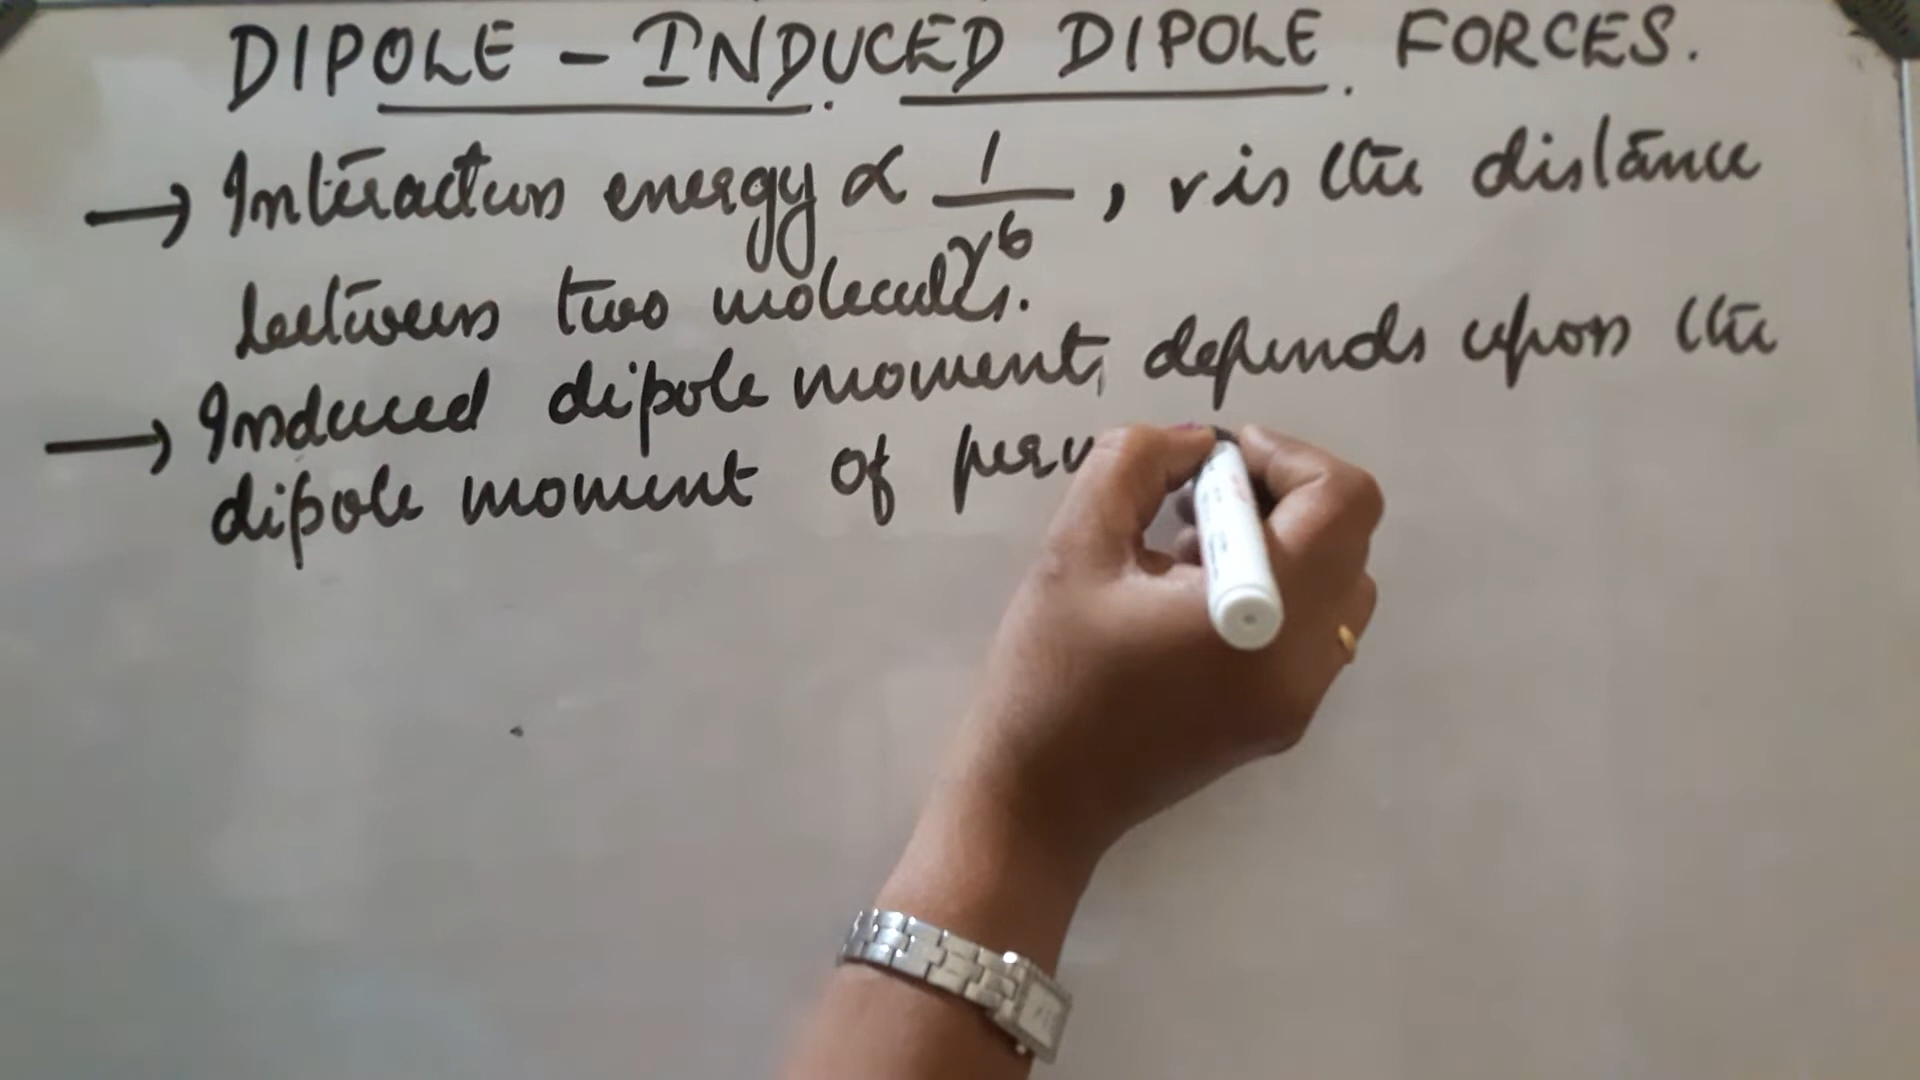 DIPOLE - INDUCED DIPOLE FORCES.
→ Interaction energy ∝ 1/r⁶, r is the distance
between two molecules.
→ Induced dipole moment, depends upon the
dipole moment of